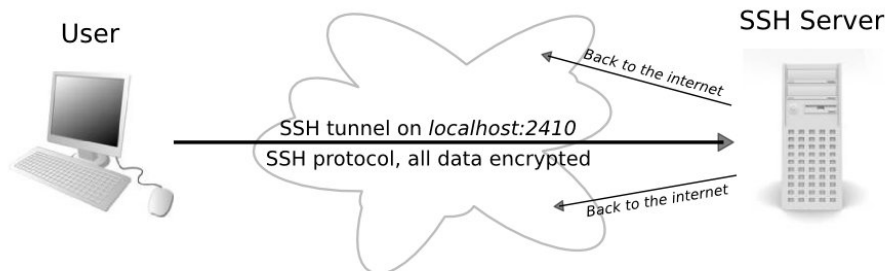 User
SSH Server
Back to the internet
SSH tunnel on localhost:2410
SSH protocol, all data encrypted
Back to the internet